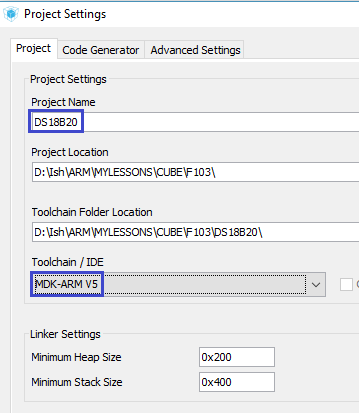 Project Settings
Project
Code Generator
Advanced Settings
Project Settings
Project Name
DS18B20
Project Location
D:\Ish\ARM\MYLESSONS\CUBE\F103\
Toolchain Folder Location
D:\Ish\ARM\MYLESSONS\CUBE\F103\DS18B20\
Toolchain / IDE
MDK-ARM V5
Linker Settings
Minimum Heap Size 0x200
Minimum Stack Size 0x400